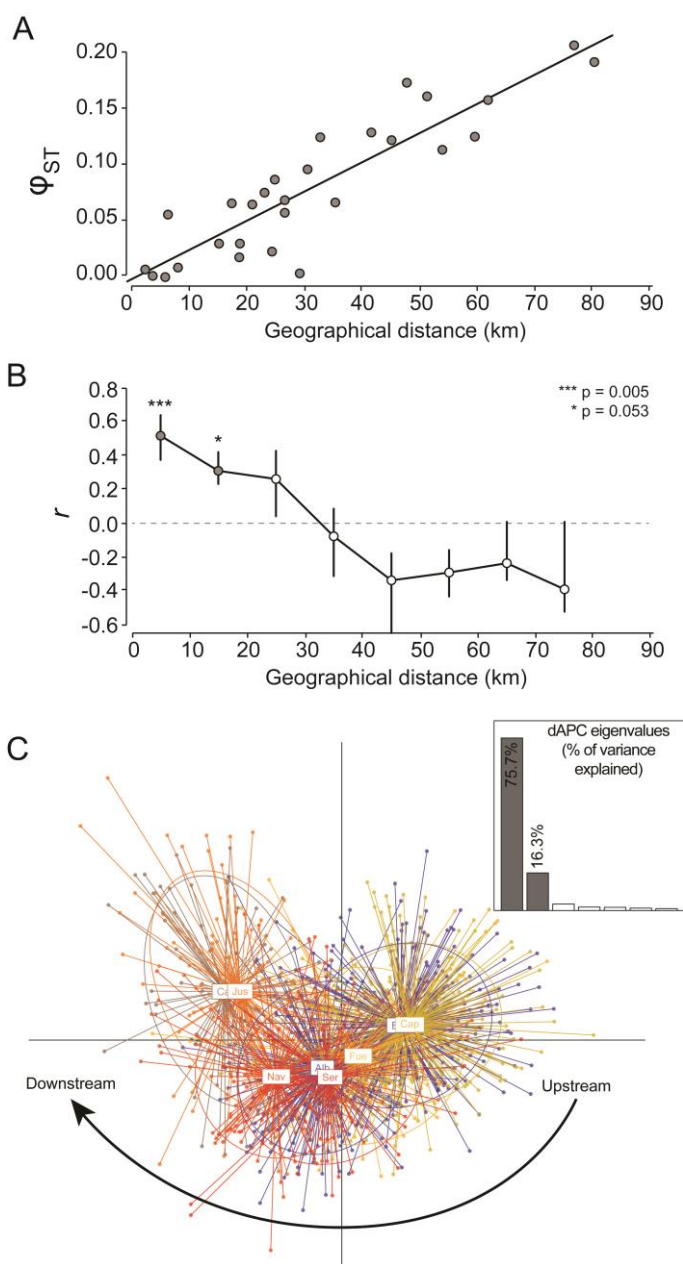 A
φST
0.20
0.15
0.10
0.05
0.00
0 10 20 30 40 50 60 70 80 90
Geographical distance (km)
B
r
0.8
0.6
0.4
0.2
0.0
-0.2
-0.4
-0.6
***
*
*** p = 0.005
* p = 0.053
0 10 20 30 40 50 60 70 80 90
Geographical distance (km)
C
dAPC eigenvalues
(% of variance
explained)
75.7%
16.3%
Jus
Cap
Fue
Alb
Nav
Ser
Downstream
Upstream